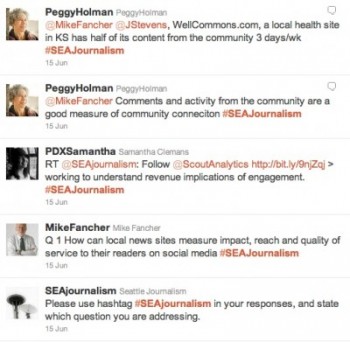 PeggyHolman PeggyHolman
@MikeFancher @JStevens, WellCommons.com, a local health site
in KS has half of its content from the community 3 days/wk
#SEAJournalism
15 Jun
PeggyHolman PeggyHolman
@MikeFancher Comments and activity from the community are a
good measure of community conneciton #SEAJournalism
15 Jun
PDXSamantha Samantha Clemans
RT @SEAjournalism: Follow @ScoutAnalytics http://bit.ly/9njZqj >
working to understand revenue implications of engagement.
#SEAJournalism
15 Jun
MikeFancher Mike Fancher
Q 1 How can local news sites measure impact, reach and quality of
service to their readers on social media #SEAJournalism
15 Jun
SEAjournalism Seattle Journalism
Please use hashtag #SEAjournalism in your responses, and state
which question you are addressing.
15 Jun